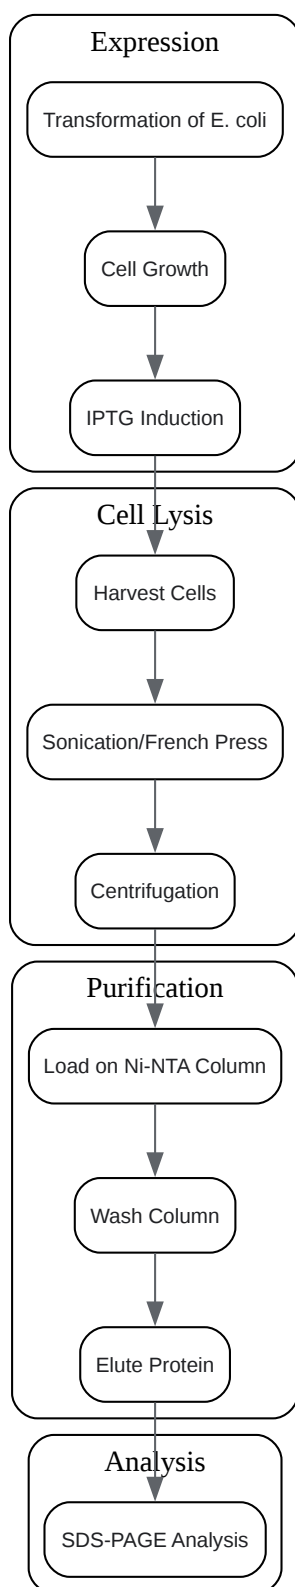 Expression
Transformation of E. coli
Cell Growth
IPTG Induction
Cell Lysis
Harvest Cells
Sonication/French Press
Centrifugation
Purification
Load on Ni-NTA Column
Wash Column
Elute Protein
Analysis
SDS-PAGE Analysis